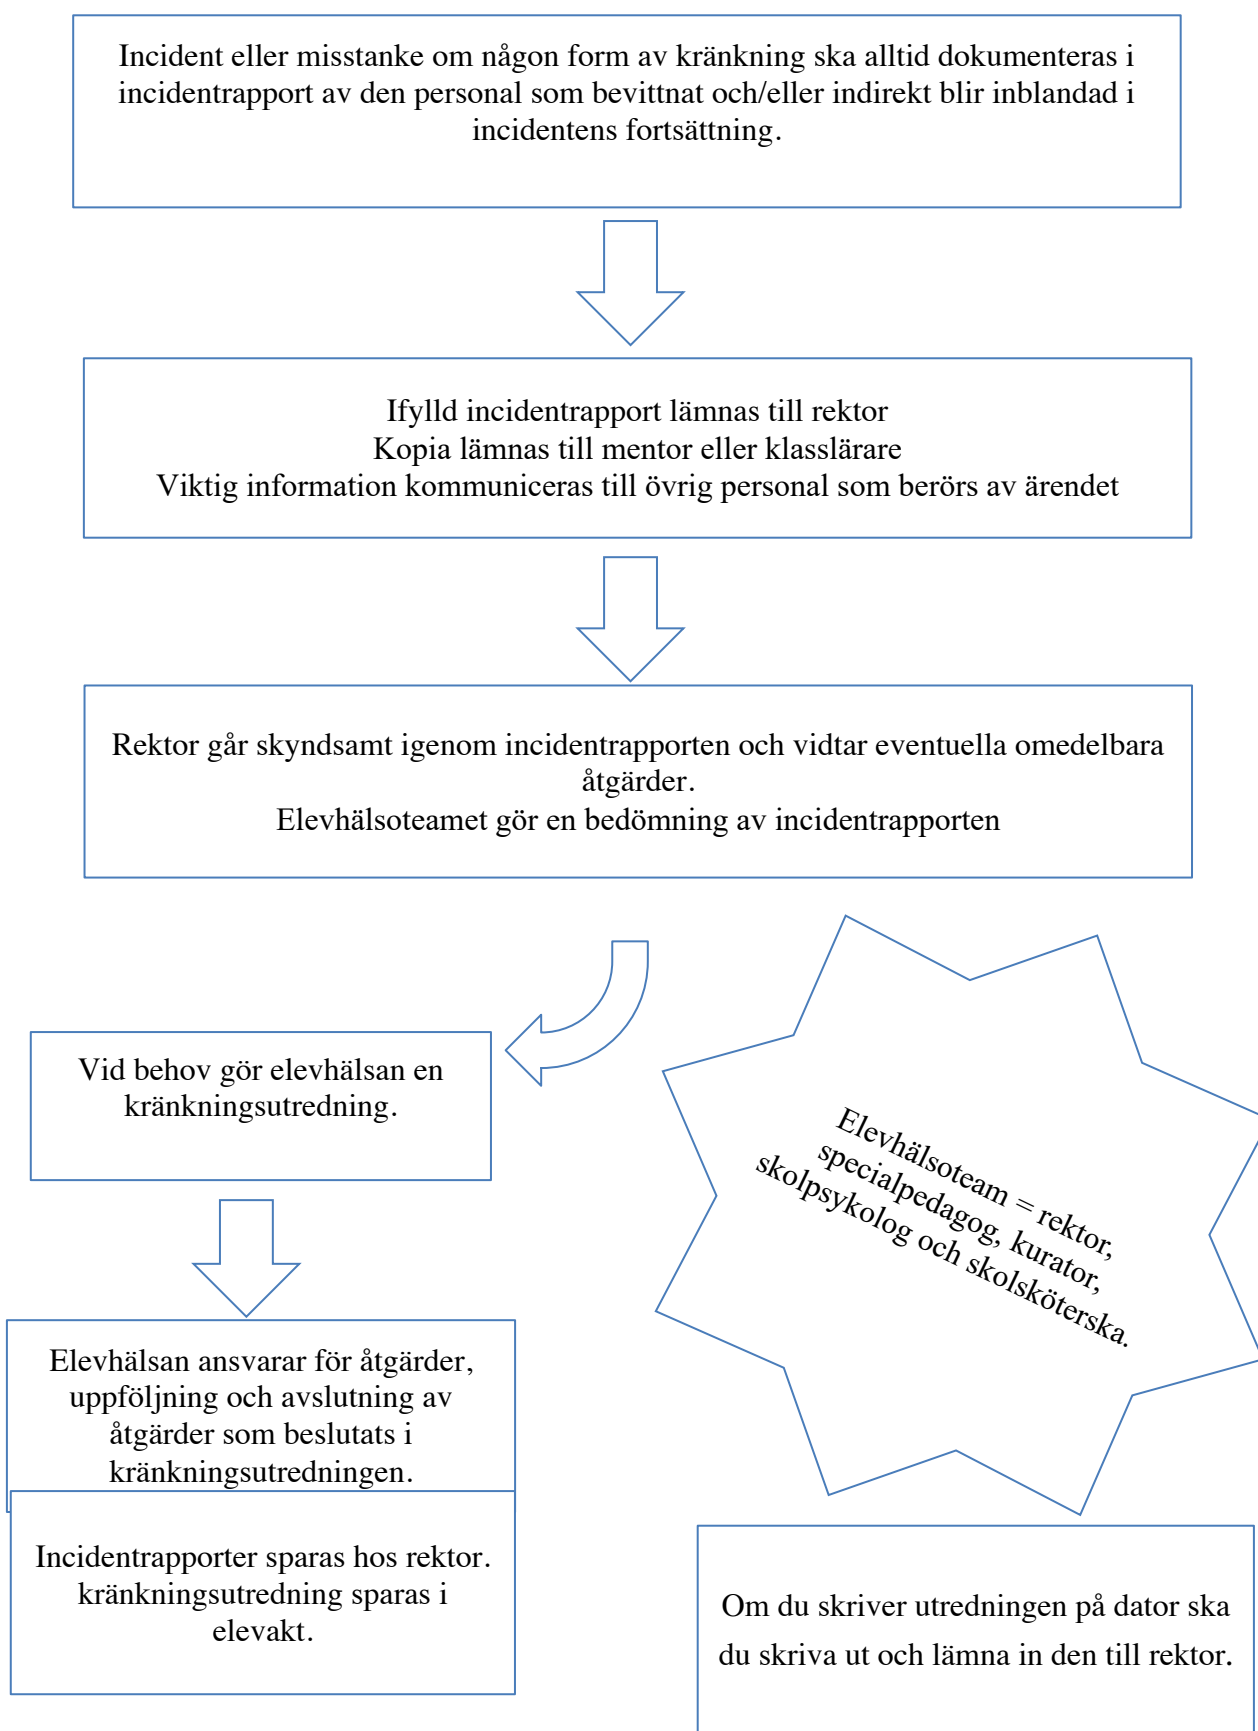 Incident eller misstanke om någon form av kränkning ska alltid dokumenteras i
incidentrapport av den personal som bevittnat och/eller indirekt blir inblandad i
incidentens fortsättning.
Ifylld incidentrapport lämnas till rektor
Kopia lämnas till mentor eller klasslärare
Viktig information kommuniceras till övrig personal som berörs av ärendet
Rektor går skyndsamt igenom incidentrapporten och vidtar eventuella omedelbara
åtgärder.
Elevhälsoteamet gör en bedömning av incidentrapporten
Vid behov gör elevhälsan en
kränkningsutredning.
Elevhälsoteam = rektor,
specialpedagog, kurator,
skolpsykolog och skolsköterska.
Elevhälsan ansvarar för åtgärder,
uppföljning och avslutning av
åtgärder som beslutats i
kränkningsutredningen.
Incidentrapporter sparas hos rektor.
kränkningsutredning sparas i
elevakt.
Om du skriver utredningen på dator ska
du skriva ut och lämna in den till rektor.